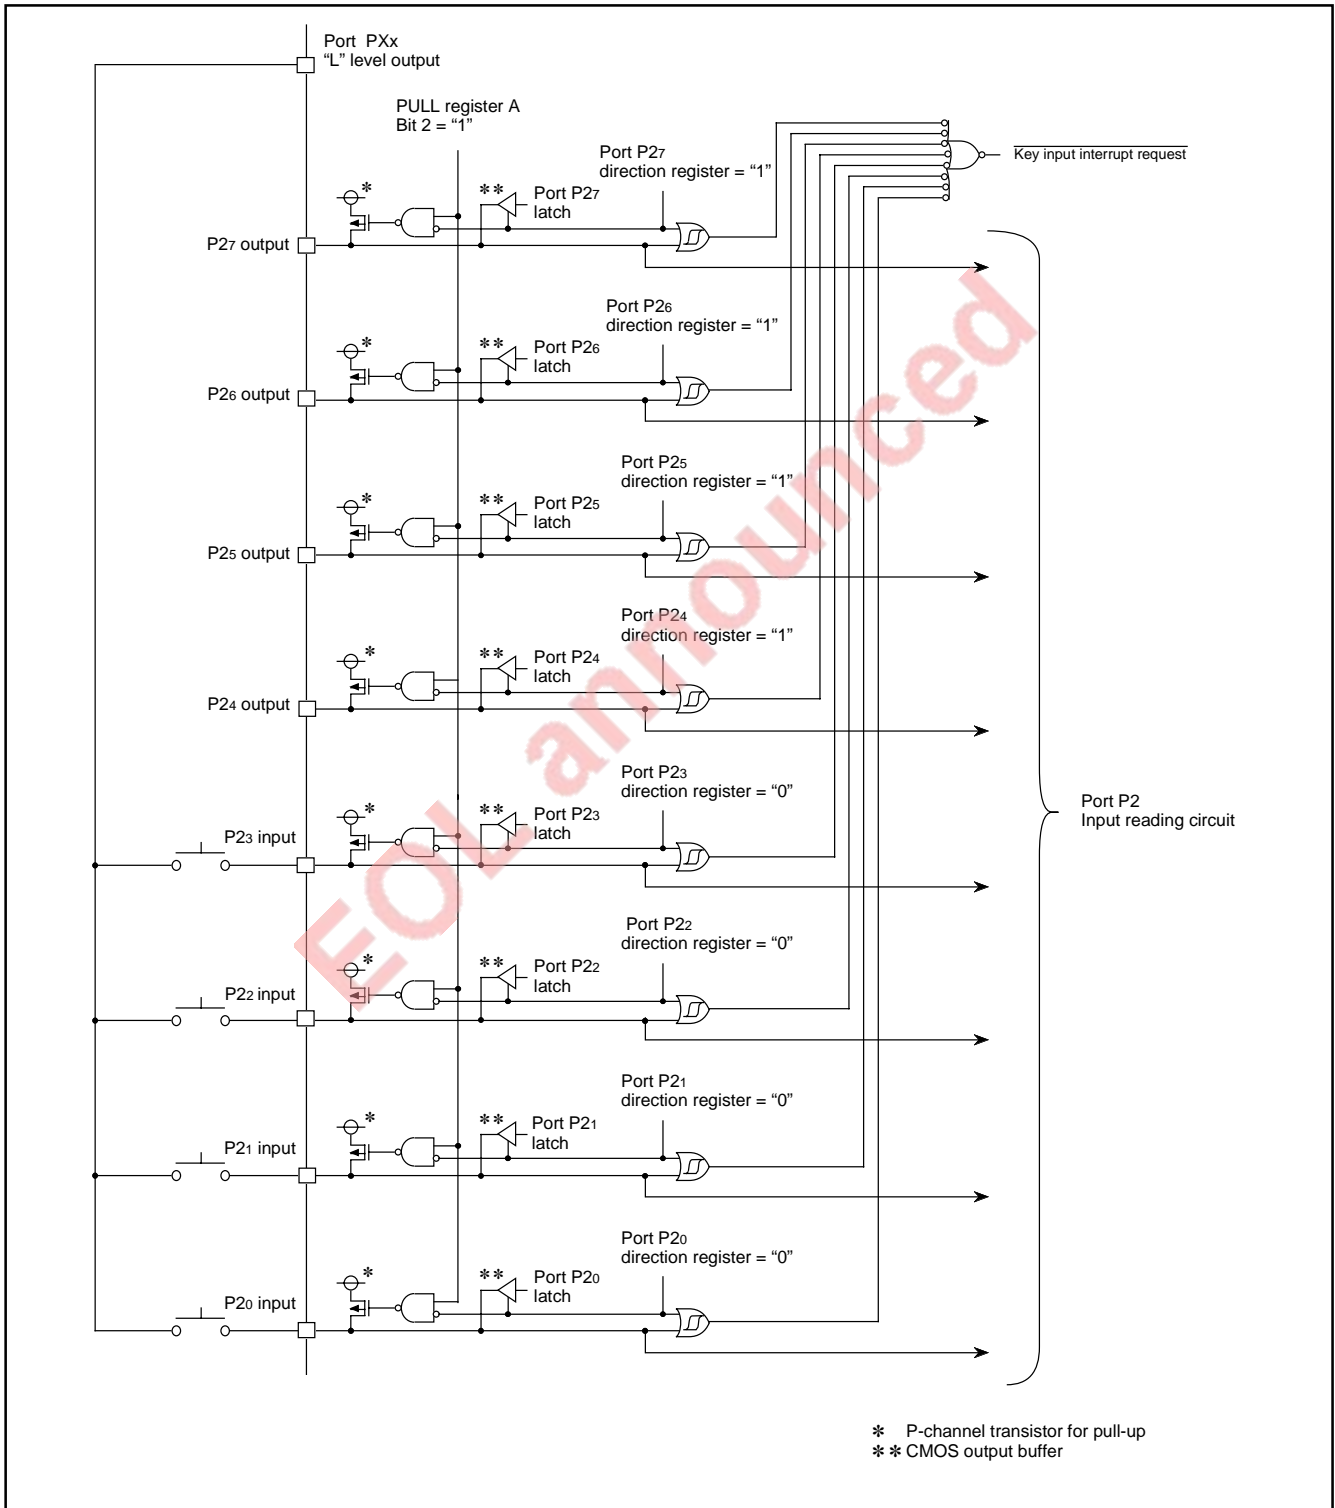 Port PXx
“L” level output
PULL register A
Bit 2 = “1”
Key input interrupt request
Port P27
direction register = “1”
**
Port P27
latch
*
P27 output
Port P26
direction register = “1”
**
Port P26
latch
*
P26 output
Port P25
direction register = “1”
**
Port P25
latch
*
P25 output
Port P24
direction register = “1”
**
Port P24
latch
*
P24 output
Port P23
direction register = “0”
**
Port P23
latch
*
P23 input
Port P2
Input reading circuit
Port P22
direction register = “0”
**
Port P22
latch
*
P22 input
Port P21
direction register = “0”
**
Port P21
latch
*
P21 input
Port P20
direction register = “0”
**
Port P20
latch
*
P20 input
* P-channel transistor for pull-up
** CMOS output buffer
EOL announced